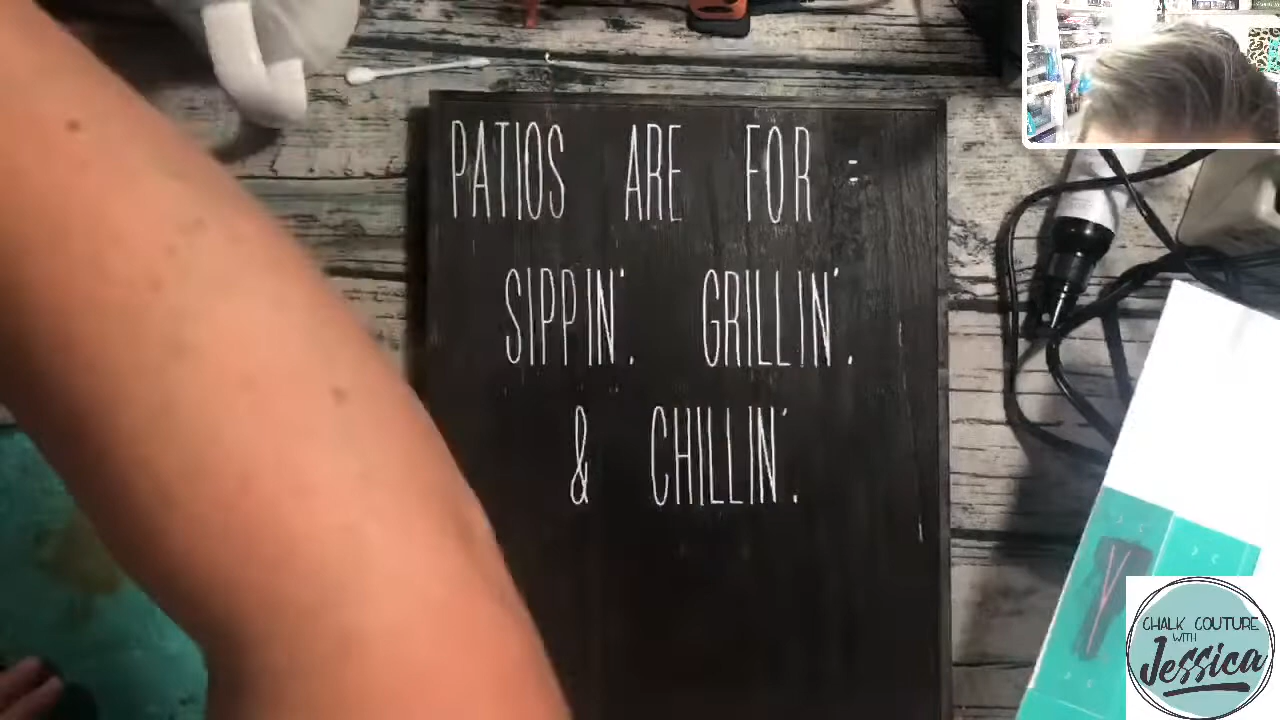 PATIOS ARE FOR:
SIPPIN'. GRILLIN'.
& CHILLIN'.
CHALK COUTURE
WITH
Jessica